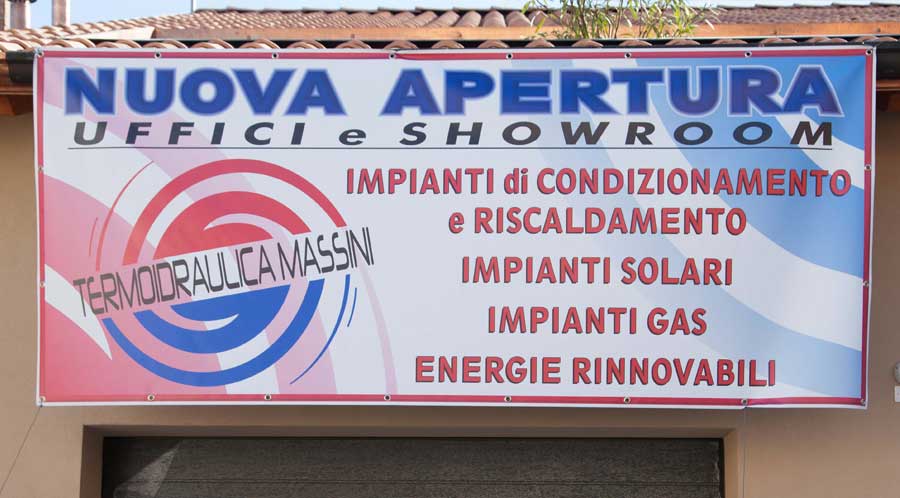 NUOVA APERTURA
UFFICI e SHOWROOM
TERMOIDRAULICA MASSINI
IMPIANTI di CONDIZIONAMENTO
e RISCALDAMENTO
IMPIANTI SOLARI
IMPIANTI GAS
ENERGIE RINNOVABILI